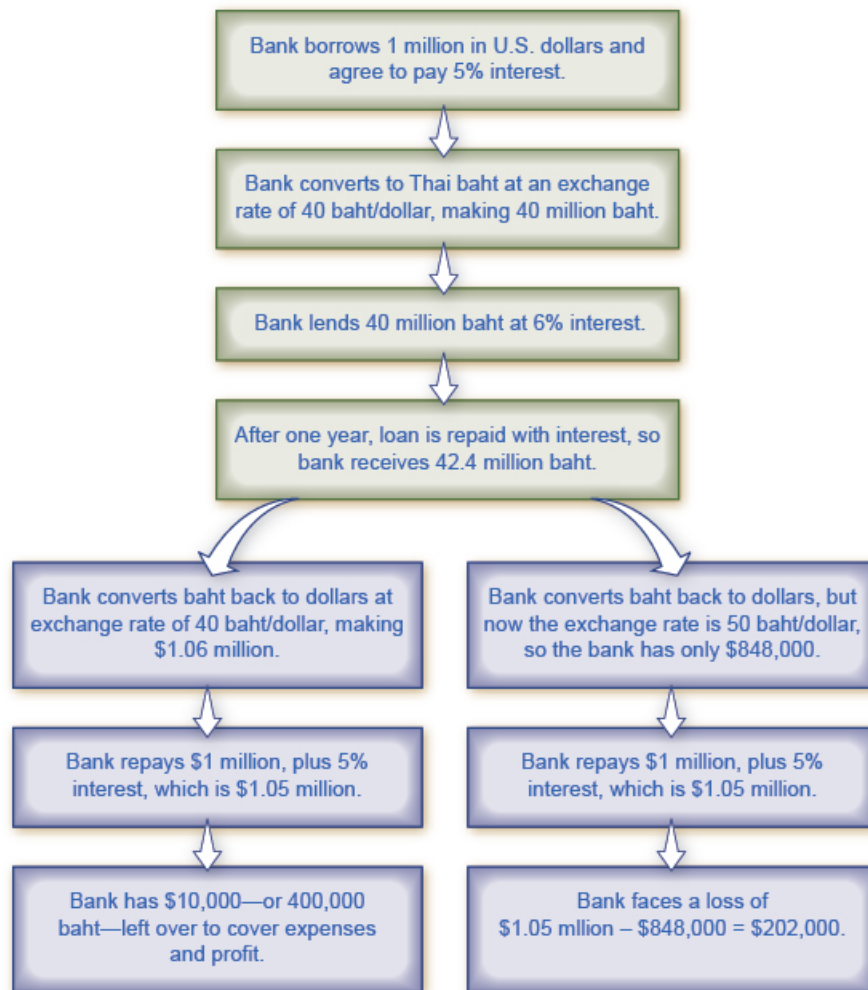 Bank borrows 1 million in U.S. dollars and
agree to pay 5% interest.
Bank converts to Thai baht at an exchange
rate of 40 baht/dollar, making 40 million baht.
Bank lends 40 million baht at 6% interest.
After one year, loan is repaid with interest, so
bank receives 42.4 million baht.
Bank converts baht back to dollars at
exchange rate of 40 baht/dollar, making
$1.06 million.
Bank repays $1 million, plus 5%
interest, which is $1.05 million.
Bank has $10,000—or 400,000
baht—left over to cover expenses
and profit.
Bank converts baht back to dollars, but
now the exchange rate is 50 baht/dollar,
so the bank has only $848,000.
Bank repays $1 million, plus 5%
interest, which is $1.05 million.
Bank faces a loss of
$1.05 mllion – $848,000 = $202,000.